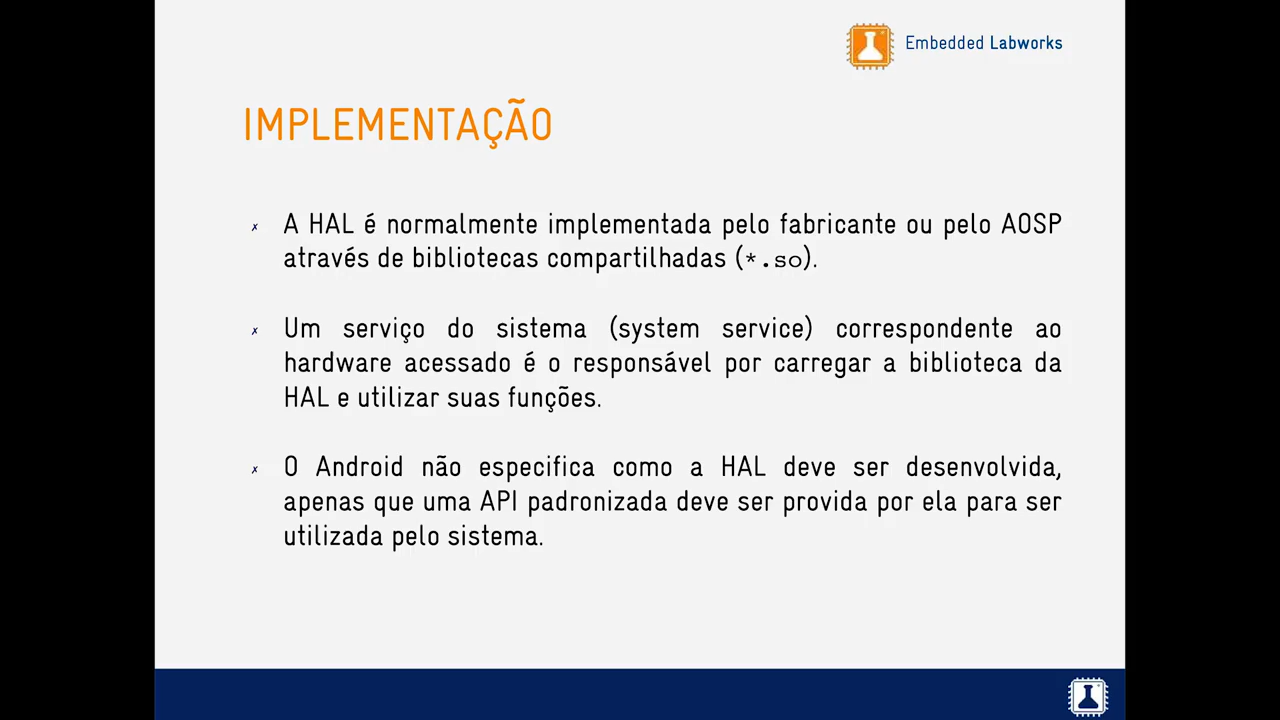 Embedded Labworks
IMPLEMENTAÇÃO
✗ A HAL é normalmente implementada pelo fabricante ou pelo AOSP
através de bibliotecas compartilhadas (*.so).
✗ Um serviço do sistema (system service) correspondente ao
hardware acessado é o responsável por carregar a biblioteca da
HAL e utilizar suas funções.
✗ O Android não especifica como a HAL deve ser desenvolvida,
apenas que uma API padronizada deve ser provida por ela para ser
utilizada pelo sistema.